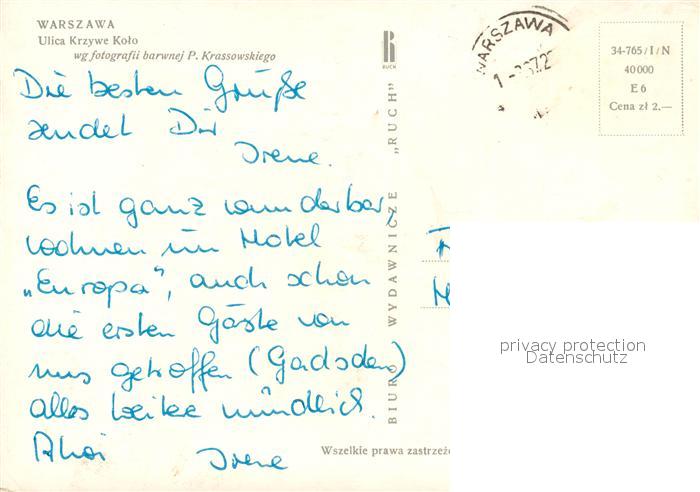 WARSZAWA
Ulica Krzywe Koło
wg fotografii barwnej P. Krassowskiego
Die besten Grüße
sendet Dir
Irene.
Es ist ganz wunderbar,
wohnen im Hotel
„Europa“, auch schon
die ersten Gäste von
uns getroffen (Gadsden)
alles weitere mündlich.
Ahoi
Irene
RUCH
BIURO WYDAWNICZE „RUCH”
WARSZAWA
34-765/I/N
40000
E 6
Cena zł 2.—
Wszelkie prawa zastrzeżo
privacy protection
Datenschutz